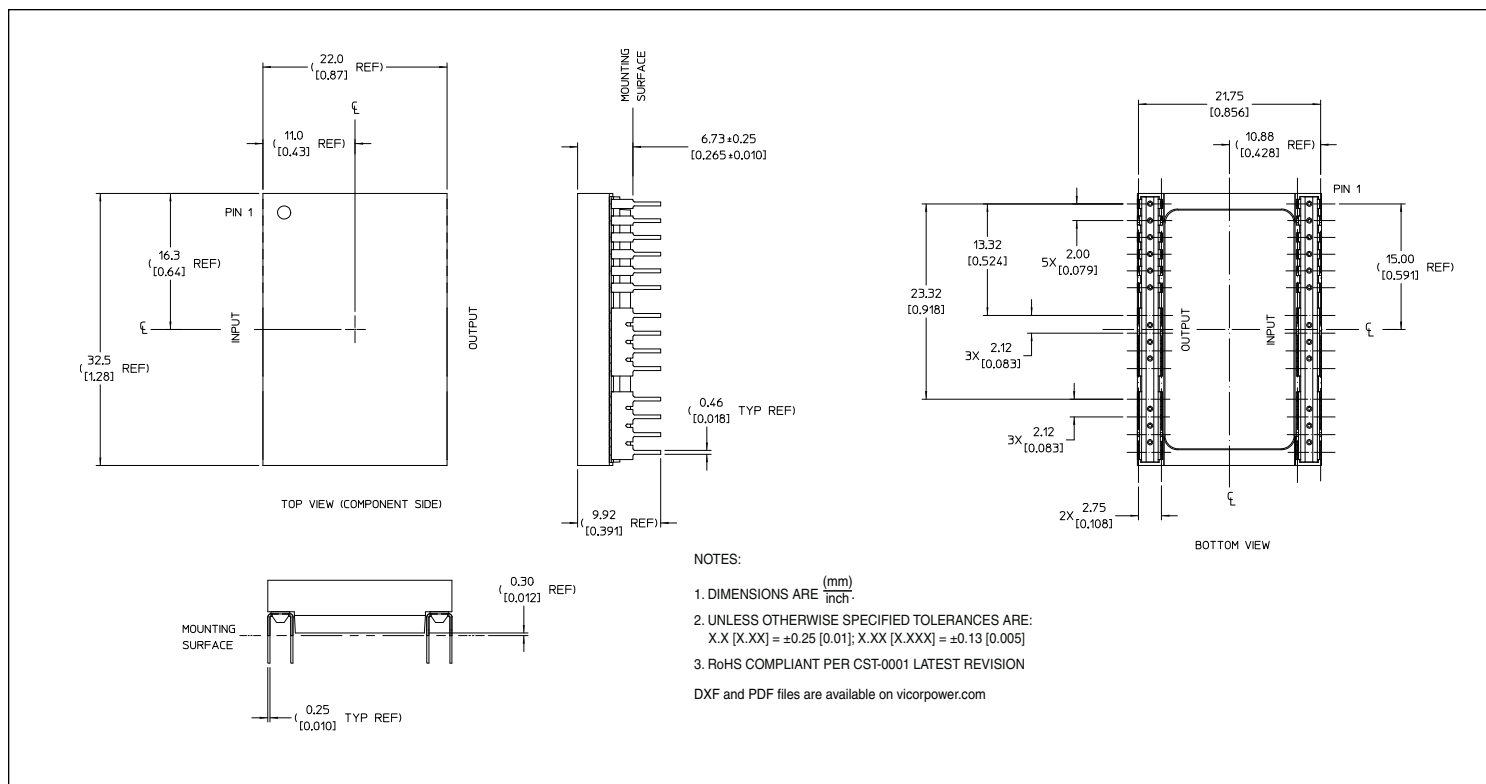 22.0
( [0.87] REF)
℄
11.0
( [0.43] REF)
PIN 1
16.3
( [0.64] REF)
℄
INPUT
OUTPUT
32.5
( [1.28] REF)
TOP VIEW (COMPONENT SIDE)
MOUNTING
SURFACE
6.73 ±0.25
[0.265 ±0.010]
0.46
( [0.018] TYP REF)
9.92
( [0.391] REF)
21.75
[0.856]
10.88
( [0.428] REF)
PIN 1
13.32
[0.524]
5X 2.00
[0.079]
15.00
( [0.591] REF)
23.32
[0.918]
OUTPUT
INPUT
℄
3X 2.12
[0.083]
3X 2.12
[0.083]
2X 2.75
[0.108]
℄
BOTTOM VIEW
MOUNTING
SURFACE
0.30
( [0.012] REF)
0.25
( [0.010] TYP REF)
NOTES:
1. DIMENSIONS ARE (mm)
inch.
2. UNLESS OTHERWISE SPECIFIED TOLERANCES ARE:
X.X [X.XX] = ±0.25 [0.01]; X.XX [X.XXX] = ±0.13 [0.005]
3. RoHS COMPLIANT PER CST-0001 LATEST REVISION
DXF and PDF files are available on vicorpower.com